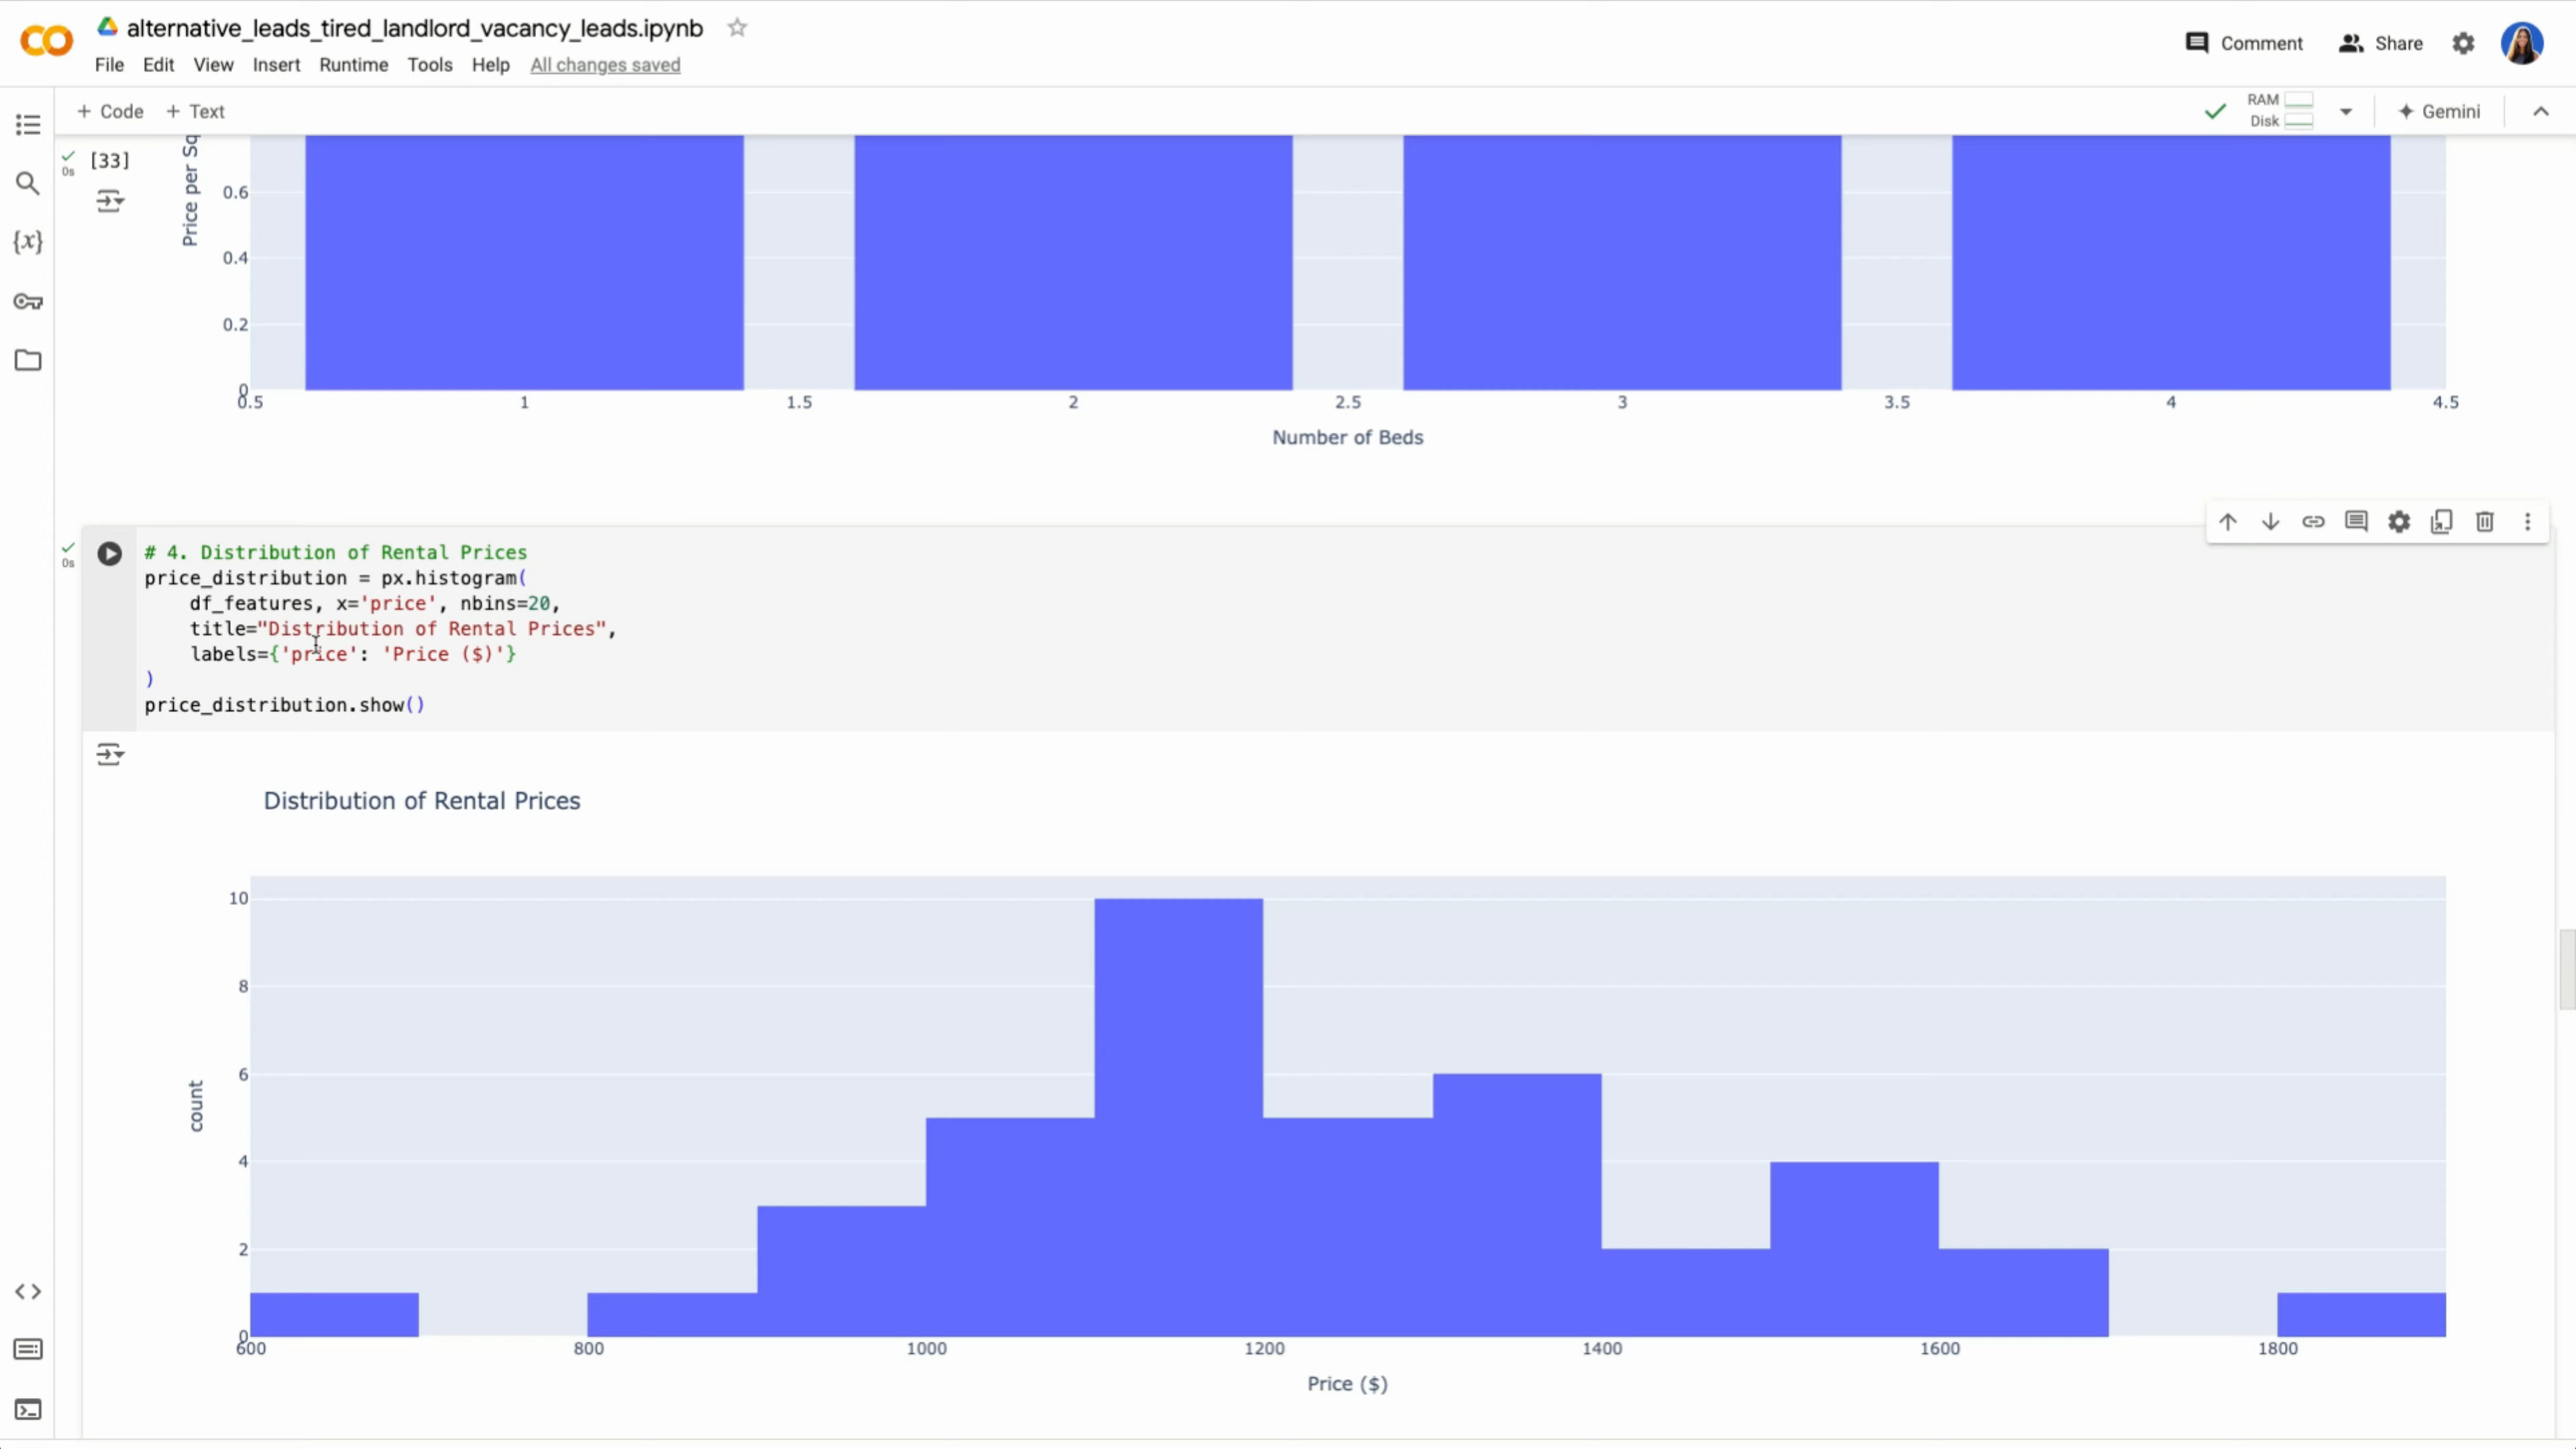 alternative_leads_tired_landlord_vacancy_leads.ipynb
File Edit View Insert Runtime Tools Help All changes saved
Comment Share
+ Code + Text
RAM
Disk
Gemini
[33]
0s
Price per Sq
0.6
0.4
0.2
0
0.5 1 1.5 2 2.5 3 3.5 4 4.5
Number of Beds
0s
# 4. Distribution of Rental Prices
price_distribution = px.histogram(
df_features, x='price', nbins=20,
title="Distribution of Rental Prices",
labels={'price': 'Price ($)'}
)
price_distribution.show()
Distribution of Rental Prices
10
8
6
4
2
0
count
600 800 1000 1200 1400 1600 1800
Price ($)